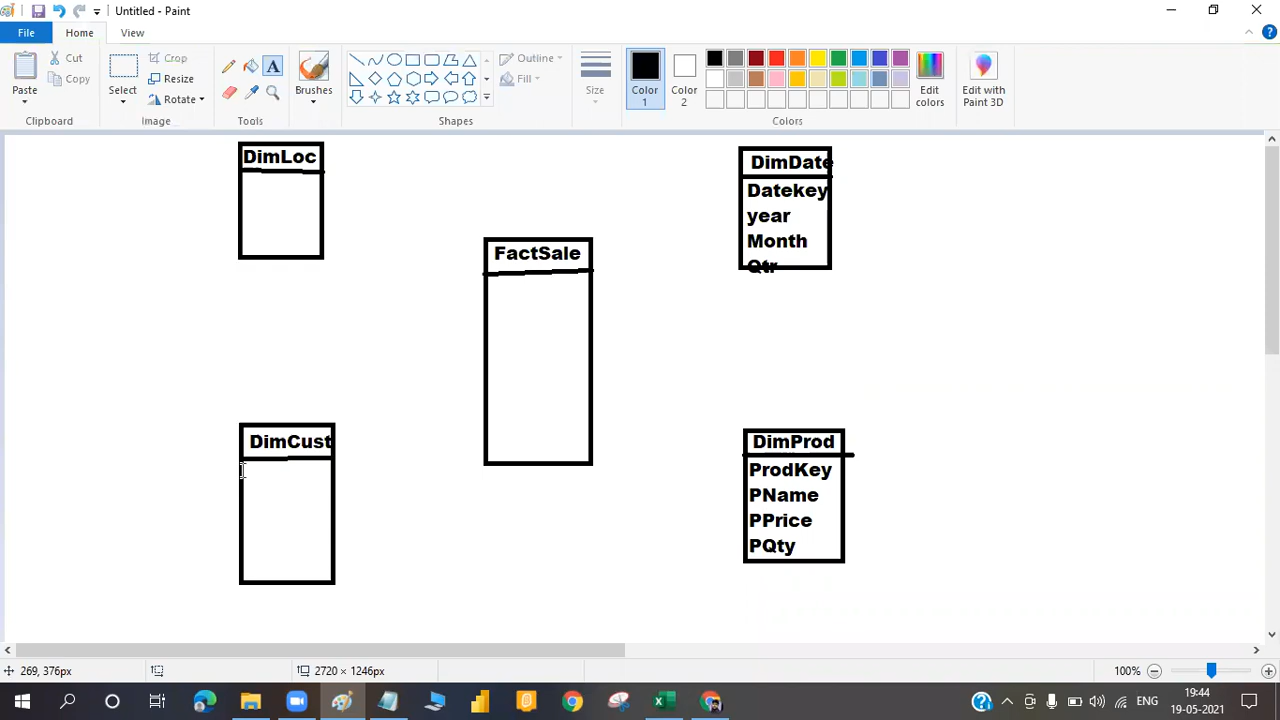 Untitled - Paint
File
Home
View
Paste
Cut
Copy
Clipboard
Select
Crop
Resize
Rotate
Image
A
Tools
Brushes
Outline
Fill
Shapes
Size
Color 1
Color 2
Edit colors
Colors
Edit with Paint 3D
DimLoc
DimDate
Datekey
year
Month
Qtr
FactSale
DimCust
DimProd
ProdKey
PName
PPrice
PQty
269, 376px
2720 × 1246px
100%
ENG
19:44
19-05-2021